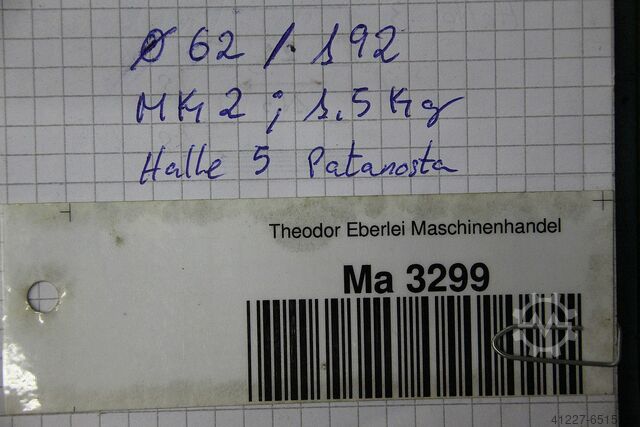 Ø 62 / 192
MK 2 ; 1.5 Kg
Halle 5 Patanosta
Theodor Eberlei Maschinenhandel
Ma 3299
41227-6515